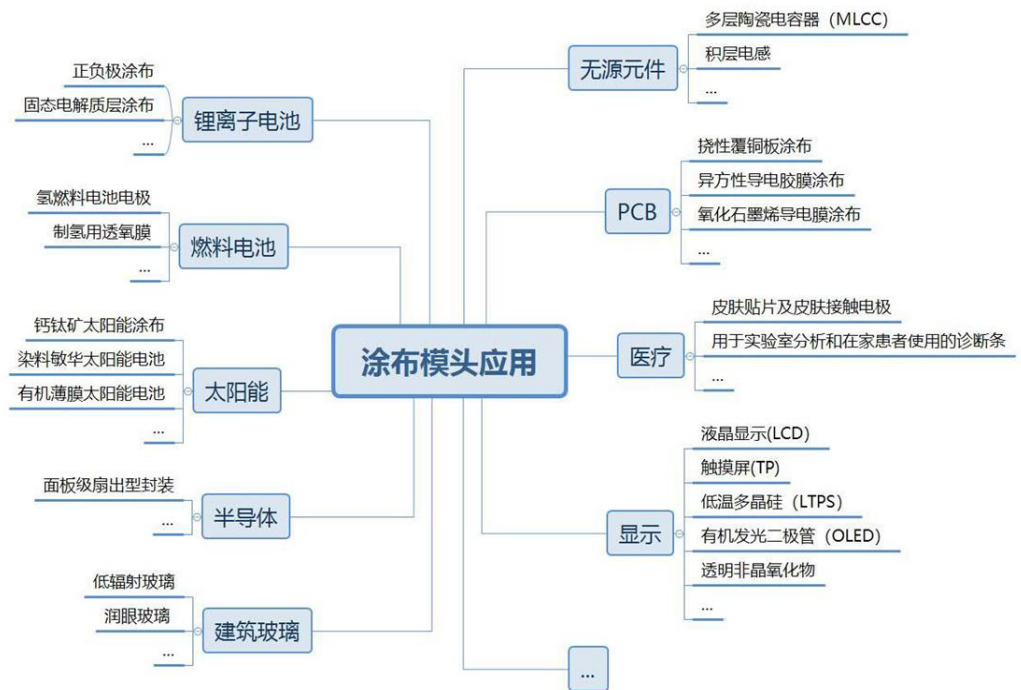 涂布模头应用
锂离子电池
正负极涂布
固态电解质层涂布
...
燃料电池
氢燃料电池电极
制氢用透氧膜
...
太阳能
钙钛矿太阳能涂布
染料敏华太阳能电池
有机薄膜太阳能电池
...
半导体
面板级扇出型封装
...
建筑玻璃
低辐射玻璃
润眼玻璃
...
无源元件
多层陶瓷电容器（MLCC）
积层电感
...
PCB
挠性覆铜板涂布
异方性导电胶膜涂布
氧化石墨烯导电膜涂布
...
医疗
皮肤贴片及皮肤接触电极
用于实验室分析和在家患者使用的诊断条
...
显示
液晶显示(LCD)
触摸屏(TP)
低温多晶硅（LTPS）
有机发光二极管（OLED）
透明非晶氧化物
...
...